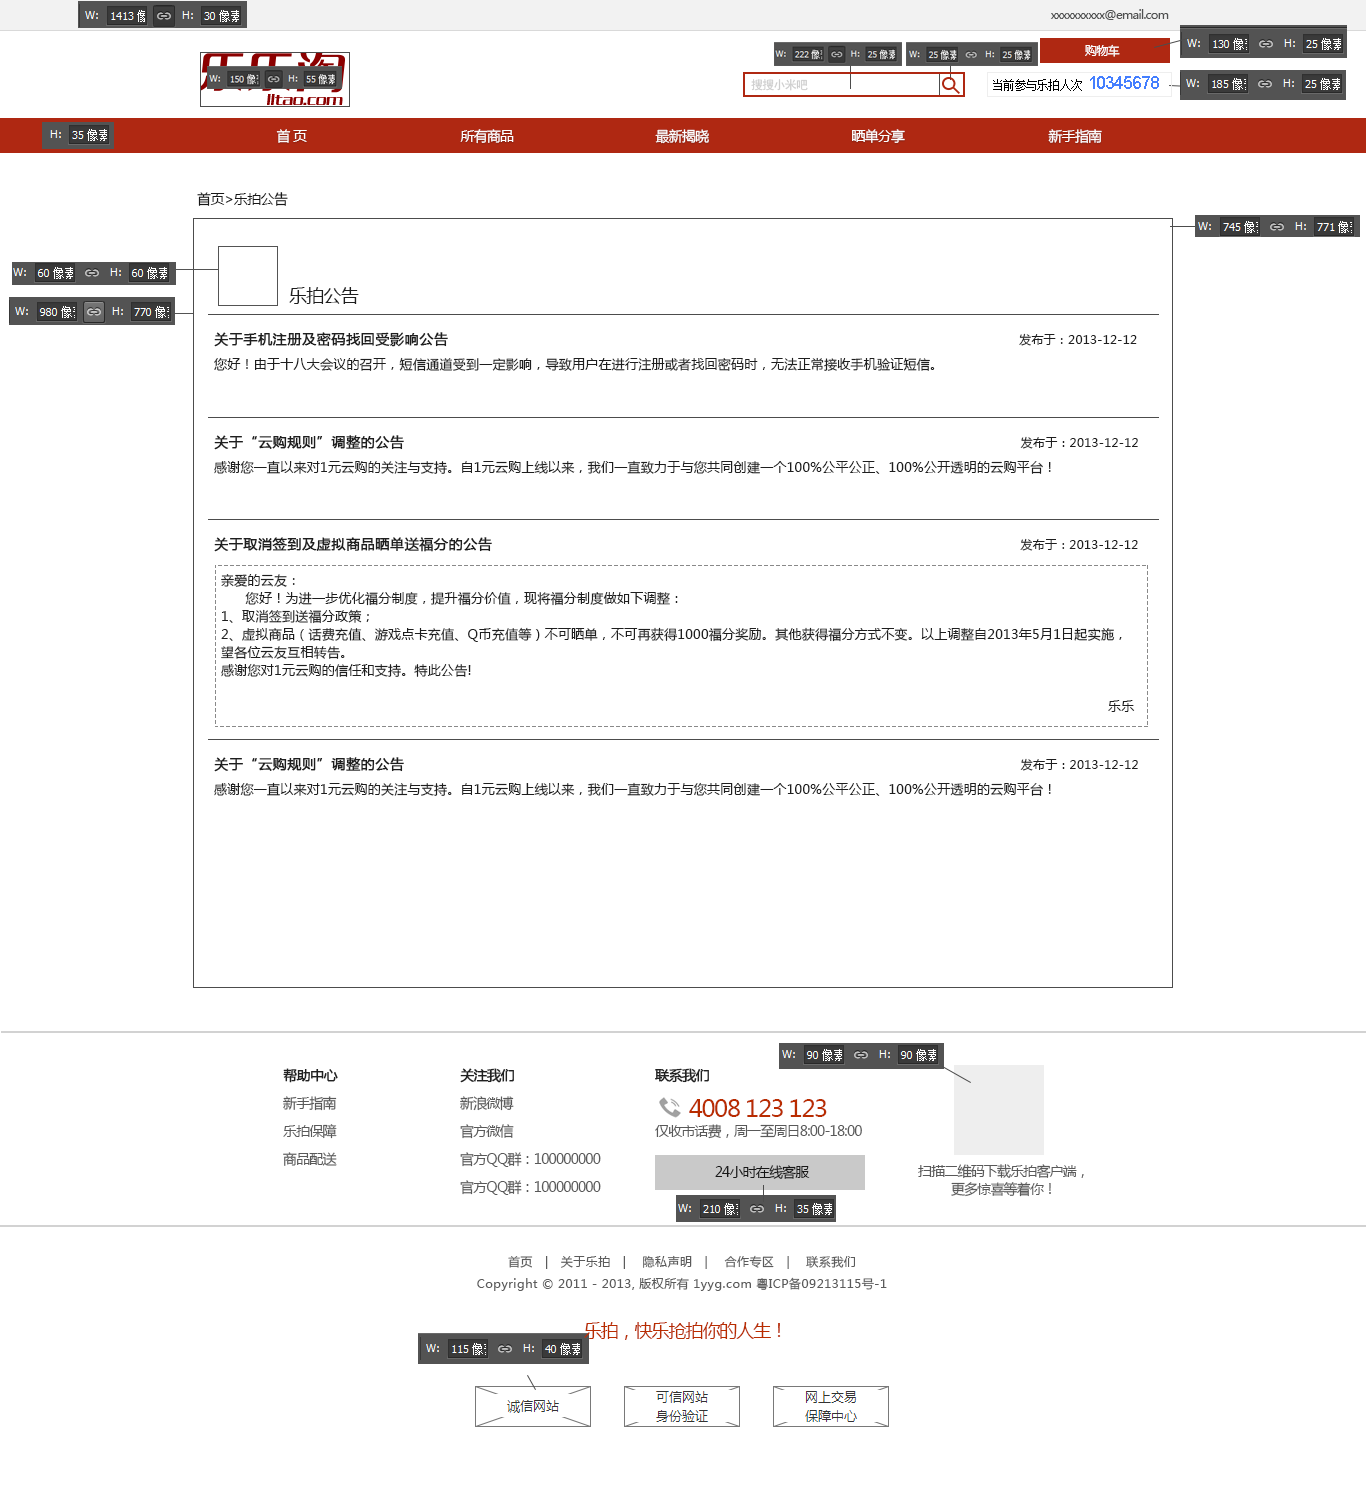 W: 1413 像 H: 30 像素
xxxxxxxxxx@email.com
乐乐淘
lltao.com
W: 150 像 H: 55 像素
W: 222 像 H: 25 像素
W: 25 像素 H: 25 像素
购物车
W: 130 像 H: 25 像素
搜搜小米吧
当前参与乐拍人次 10345678
W: 185 像 H: 25 像素
H: 35 像素
首 页
所有商品
最新揭晓
晒单分享
新手指南
首页>乐拍公告
W: 745 像 H: 771 像
W: 60 像素 H: 60 像素
乐拍公告
W: 980 像 H: 770 像
关于手机注册及密码找回受影响公告
发布于：2013-12-12
您好！由于十八大会议的召开，短信通道受到一定影响，导致用户在进行注册或者找回密码时，无法正常接收手机验证短信。
关于“云购规则”调整的公告
发布于：2013-12-12
感谢您一直以来对1元云购的关注与支持。自1元云购上线以来，我们一直致力于与您共同创建一个100%公平公正、100%公开透明的云购平台！
关于取消签到及虚拟商品晒单送福分的公告
发布于：2013-12-12
亲爱的云友：
您好！为进一步优化福分制度，提升福分价值，现将福分制度做如下调整：
1、取消签到送福分政策；
2、虚拟商品（话费充值、游戏点卡充值、Q币充值等）不可晒单，不可再获得1000福分奖励。其他获得福分方式不变。以上调整自2013年5月1日起实施，
望各位云友互相转告。
感谢您对1元云购的信任和支持。特此公告!
乐乐
关于“云购规则”调整的公告
发布于：2013-12-12
感谢您一直以来对1元云购的关注与支持。自1元云购上线以来，我们一直致力于与您共同创建一个100%公平公正、100%公开透明的云购平台！
W: 90 像素 H: 90 像素
帮助中心
新手指南
乐拍保障
商品配送
关注我们
新浪微博
官方微信
官方QQ群：100000000
官方QQ群：100000000
联系我们
4008 123 123
仅收市话费，周一至周日8:00-18:00
24小时在线客服
W: 210 像 H: 35 像素
扫描二维码下载乐拍客户端，
更多惊喜等着你！
首页 | 关于乐拍 | 隐私声明 | 合作专区 | 联系我们
Copyright © 2011 - 2013, 版权所有 1yyg.com 粤ICP备09213115号-1
乐拍，快乐抢拍你的人生！
W: 115 像 H: 40 像素
诚信网站
可信网站
身份验证
网上交易
保障中心